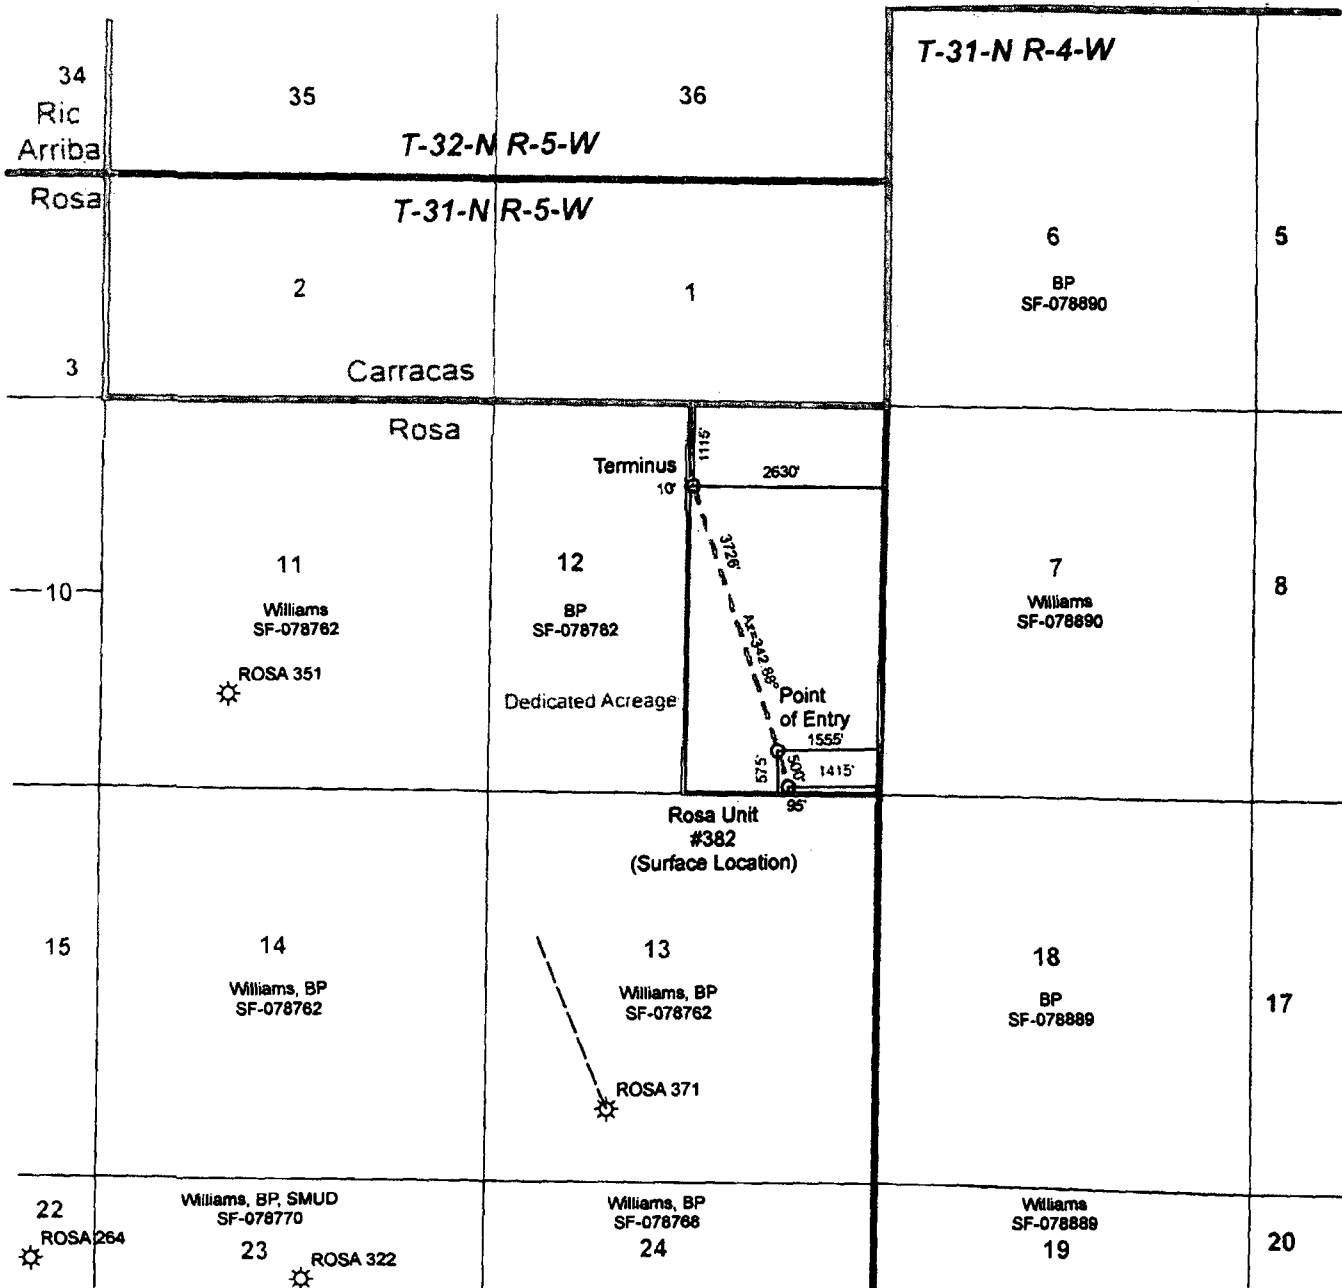 T-31-N R-4-W
34
Ric
Arriba
35
36
T-32-N R-5-W
Rosa
T-31-N R-5-W
6
5
BP
SF-078890
2
1
3
Carracas
Rosa
1115'
Terminus
10'
2630'
3726'
11
12
7
10
8
Williams
SF-078762
BP
SF-078762
Williams
SF-078890
Az=342.88°
ROSA 351
Dedicated Acreage
Point
of Entry
1555'
575'
500'
1415'
95'
Rosa Unit
#382
(Surface Location)
15
14
13
18
Williams, BP
SF-078762
Williams, BP
SF-078762
BP
SF-078889
17
ROSA 371
22
Williams, BP, SMUD
SF-078770
Williams, BP
SF-078768
Williams
SF-078889
ROSA 264
23
ROSA 322
24
19
20